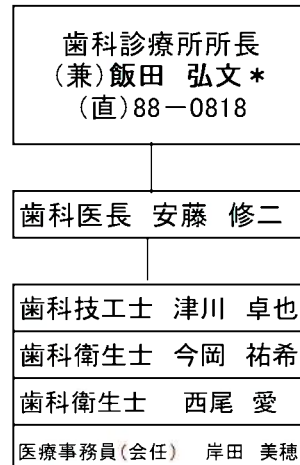 歯科診療所所長
(兼)飯田　弘文＊
(直)88－0818
歯科医長　安藤　修二
歯科技工士　津川　卓也
歯科衛生士　今岡　祐希
歯科衛生士　　西尾　愛
医療事務員(会任)　岸田　美穂